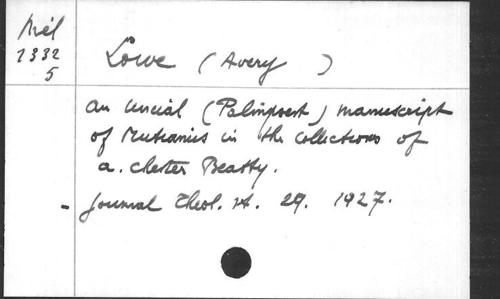 Mél
1332
5
Lowe (Avery )
an uncial (Palimpsest) manuscript
of Mutianus in the collections of
A. Chester Beatty.
- Journal Theol. st. 29. 1927.